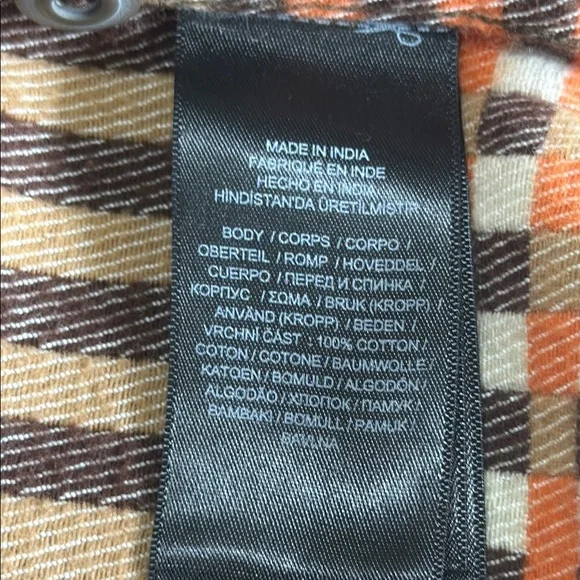 MADE IN INDIA
FABRIQUÉ EN INDE
HECHO EN INDIA
HİNDİSTAN'DA ÜRETİLMİŞTİR
BODY / CORPS / CORPO /
OBERTEIL / ROMP / HOVEDDEL /
CUERPO / ПЕРЕД И СПИНКА /
КОРПУС / ΣΩΜΑ / BRUK (KROPP) /
ANVÄND (KROPP) / BEDEN /
VRCHNÍ ČÁST : 100% COTTON /
COTON / COTONE / BAUMWOLLE /
KATOEN / BOMULD / ALGODÓN /
ALGODÃO / ХЛОПОК / ПАМУК /
BAMBAKI / BOMULL / PAMUK /
BAVLNA